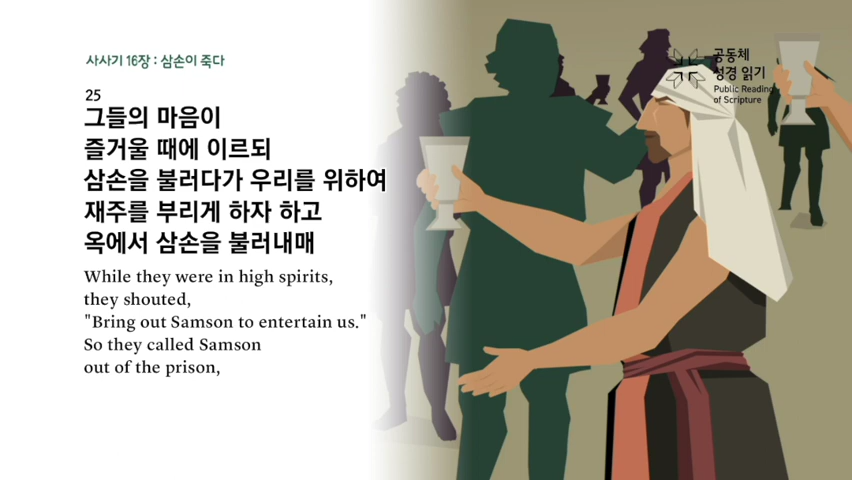 사사기 16장 : 삼손이 죽다
25
그들의 마음이
즐거울 때에 이르되
삼손을 불러다가 우리를 위하여
재주를 부리게 하자 하고
옥에서 삼손을 불러내매
While they were in high spirits,
they shouted,
"Bring out Samson to entertain us."
So they called Samson
out of the prison,
공동체
성경 읽기
Public Reading
of Scripture